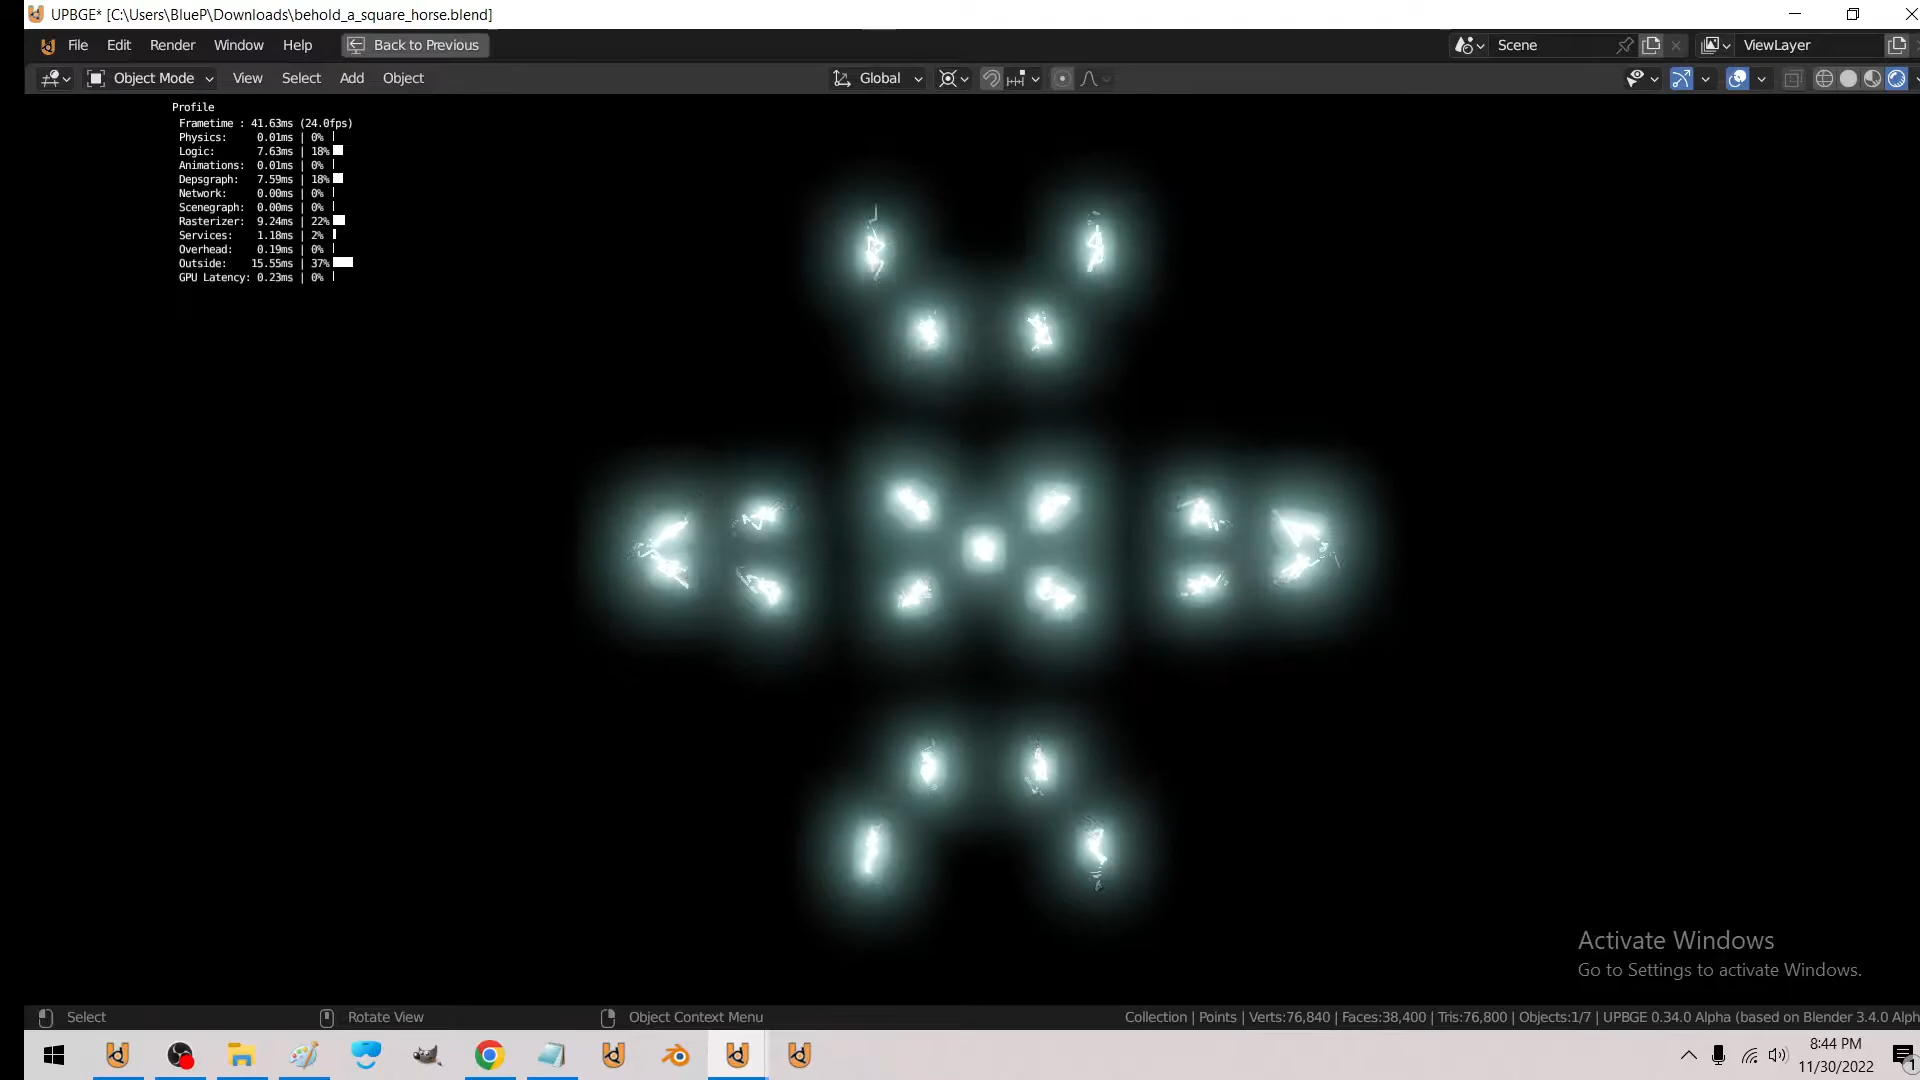 UPBGE* [C:\Users\BlueP\Downloads\behold_a_square_horse.blend]
File Edit Render Window Help Back to Previous Scene ViewLayer
Object Mode View Select Add Object Global
Profile
Frametime : 41.63ms (24.0fps)
Physics: 0.01ms | 0%
Logic: 7.63ms | 18%
Animations: 0.01ms | 0%
Depsgraph: 7.59ms | 18%
Network: 0.00ms | 0%
Scenegraph: 0.00ms | 0%
Rasterizer: 9.24ms | 22%
Services: 1.18ms | 2%
Overhead: 0.19ms | 0%
Outside: 15.55ms | 37%
GPU Latency: 0.23ms | 0%
Activate Windows
Go to Settings to activate Windows.
Select Rotate View Object Context Menu Collection | Points | Verts:76,840 | Faces:38,400 | Tris:76,800 | Objects:1/7 | UPBGE 0.34.0 Alpha (based on Blender 3.4.0 Alph
8:44 PM
11/30/2022
1